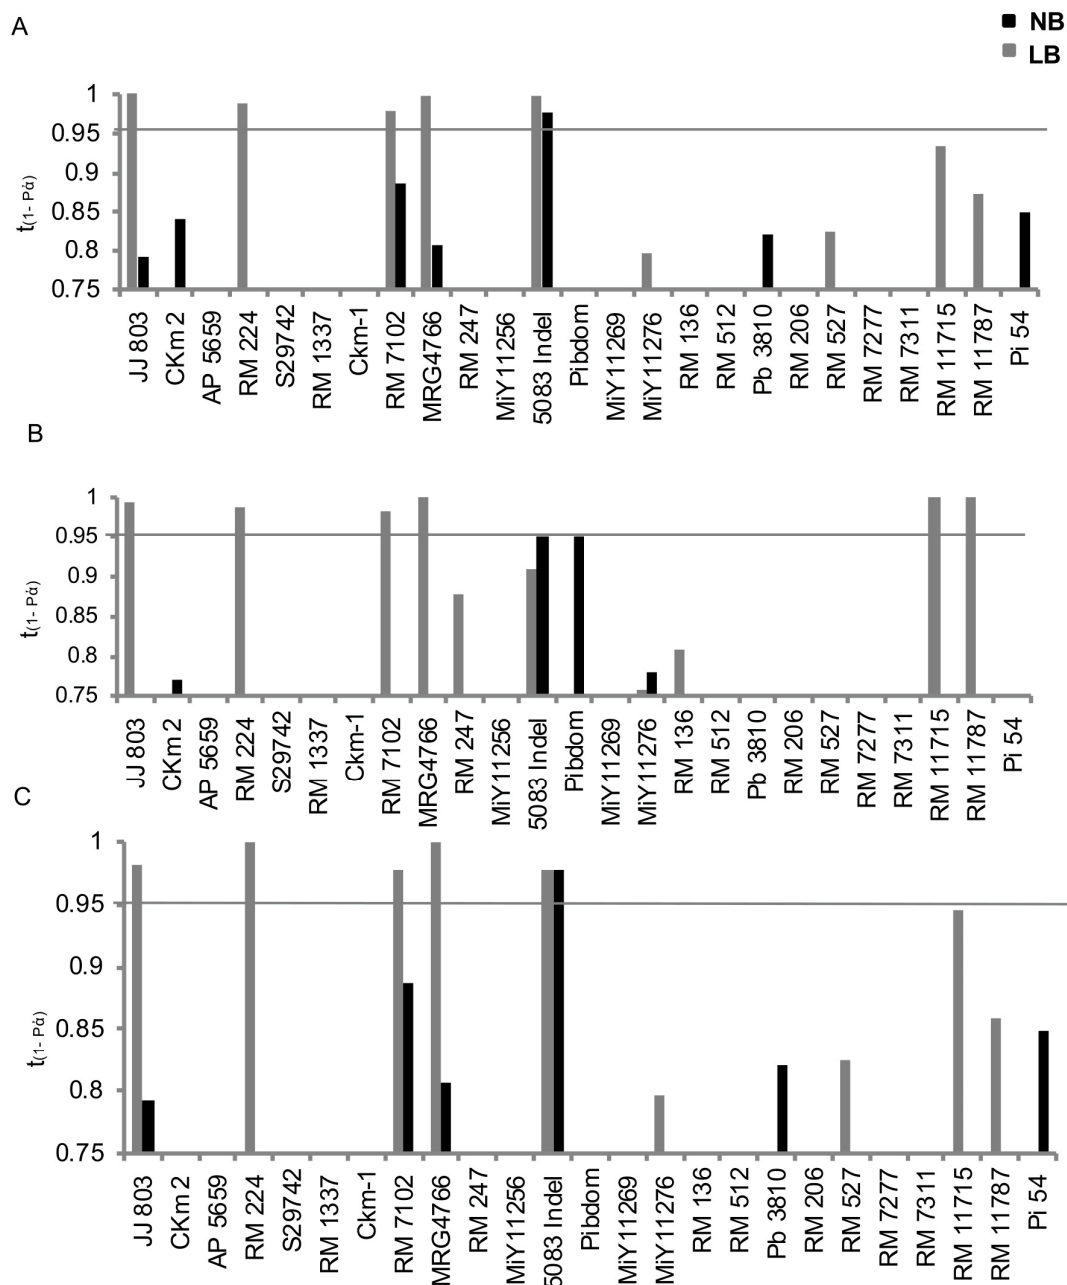 A
NB
LB
1
0.95
0.9
0.85
0.8
0.75
t(1- Pά)
JJ 803
CKm2
AP 5659
RM 224
S29742
RM 1337
Ckm-1
RM 7102
MRG4766
RM 247
MiY11256
5083 Indel
Pibdom
MiY11269
MiY11276
RM 136
RM 512
Pb 3810
RM 206
RM 527
RM 7277
RM 7311
RM 11715
RM 11787
Pi 54
B
1
0.95
0.9
0.85
0.8
0.75
t(1- Pά)
JJ 803
CKm2
AP 5659
RM 224
S29742
RM 1337
Ckm-1
RM 7102
MRG4766
RM 247
MiY11256
5083 Indel
Pibdom
MiY11269
MiY11276
RM 136
RM 512
Pb 3810
RM 206
RM 527
RM 7277
RM 7311
RM 11715
RM 11787
Pi 54
C
1
0.95
0.9
0.85
0.8
0.75
t(1- Pά)
JJ 803
CKm2
AP 5659
RM 224
S29742
RM 1337
Ckm-1
RM 7102
MRG4766
RM 247
MiY11256
5083 Indel
Pibdom
MiY11269
MiY11276
RM 136
RM 512
Pb 3810
RM 206
RM 527
RM 7277
RM 7311
RM 11715
RM 11787
Pi 54